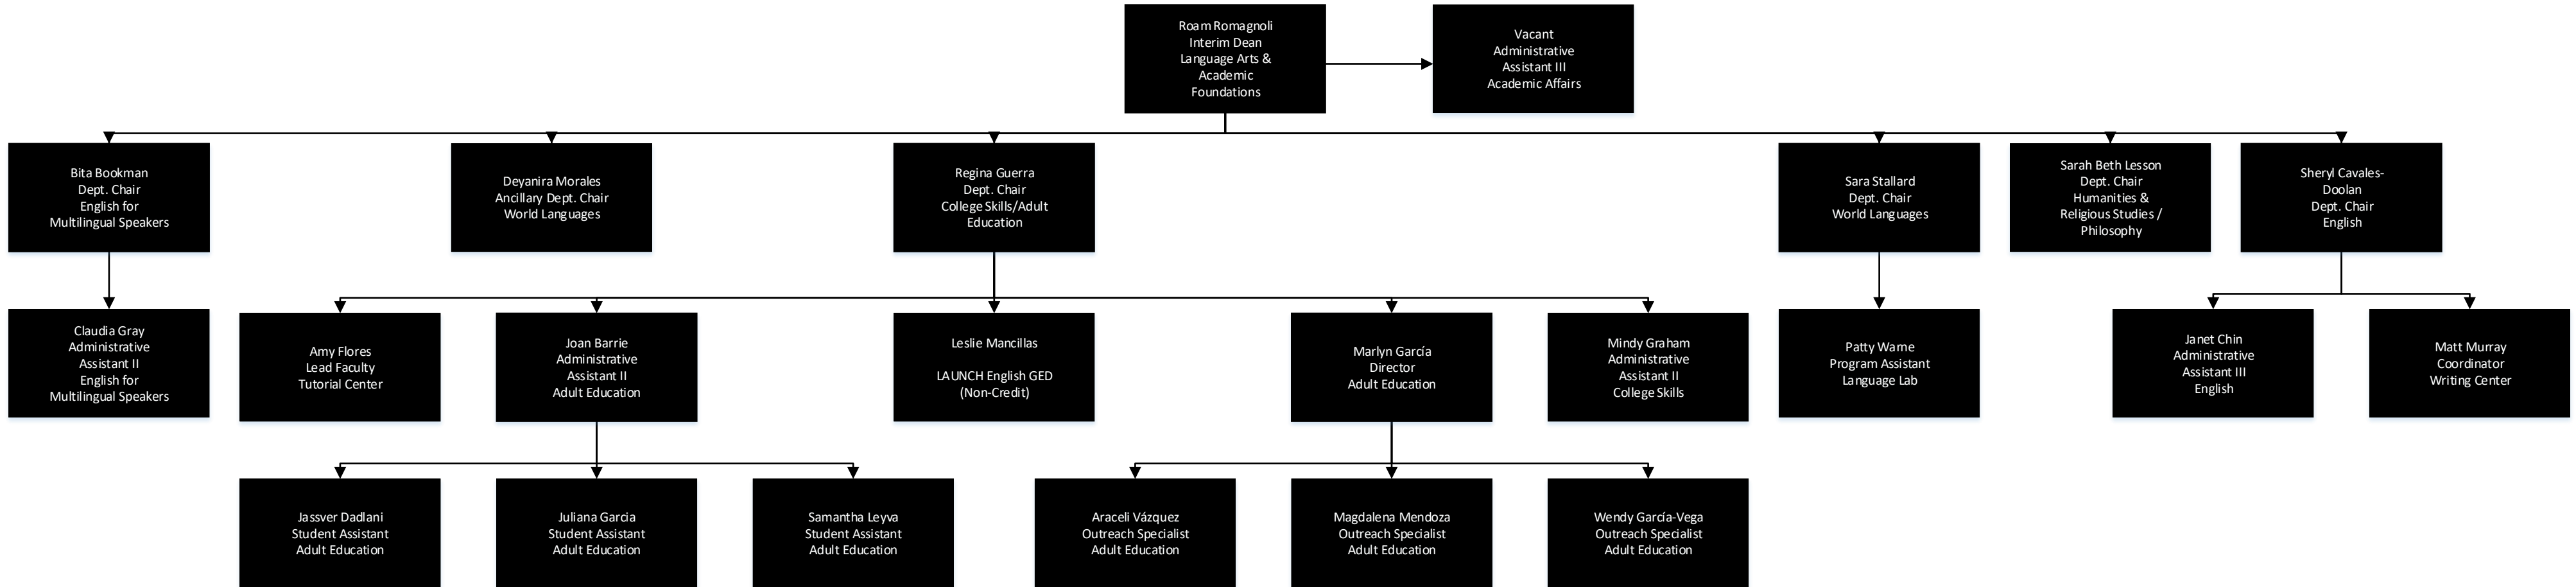 Roam Romagnoli
Interim Dean
Language Arts &
Academic
Foundations
Vacant
Administrative
Assistant III
Academic Affairs
Bita Bookman
Dept. Chair
English for
Multilingual Speakers
Deyanira Morales
Ancillary Dept. Chair
World Languages
Regina Guerra
Dept. Chair
College Skills/Adult
Education
Sara Stallard
Dept. Chair
World Languages
Sarah Beth Lesson
Dept. Chair
Humanities &
Religious Studies /
Philosophy
Sheryl Cavales-
Doolan
Dept. Chair
English
Claudia Gray
Administrative
Assistant II
English for
Multilingual Speakers
Amy Flores
Lead Faculty
Tutorial Center
Joan Barrie
Administrative
Assistant II
Adult Education
Leslie Mancillas
LAUNCH English GED
(Non-Credit)
Marlyn García
Director
Adult Education
Mindy Graham
Administrative
Assistant II
College Skills
Patty Warne
Program Assistant
Language Lab
Janet Chin
Administrative
Assistant III
English
Matt Murray
Coordinator
Writing Center
Jassver Dadlani
Student Assistant
Adult Education
Juliana Garcia
Student Assistant
Adult Education
Samantha Leyva
Student Assistant
Adult Education
Araceli Vázquez
Outreach Specialist
Adult Education
Magdalena Mendoza
Outreach Specialist
Adult Education
Wendy García-Vega
Outreach Specialist
Adult Education